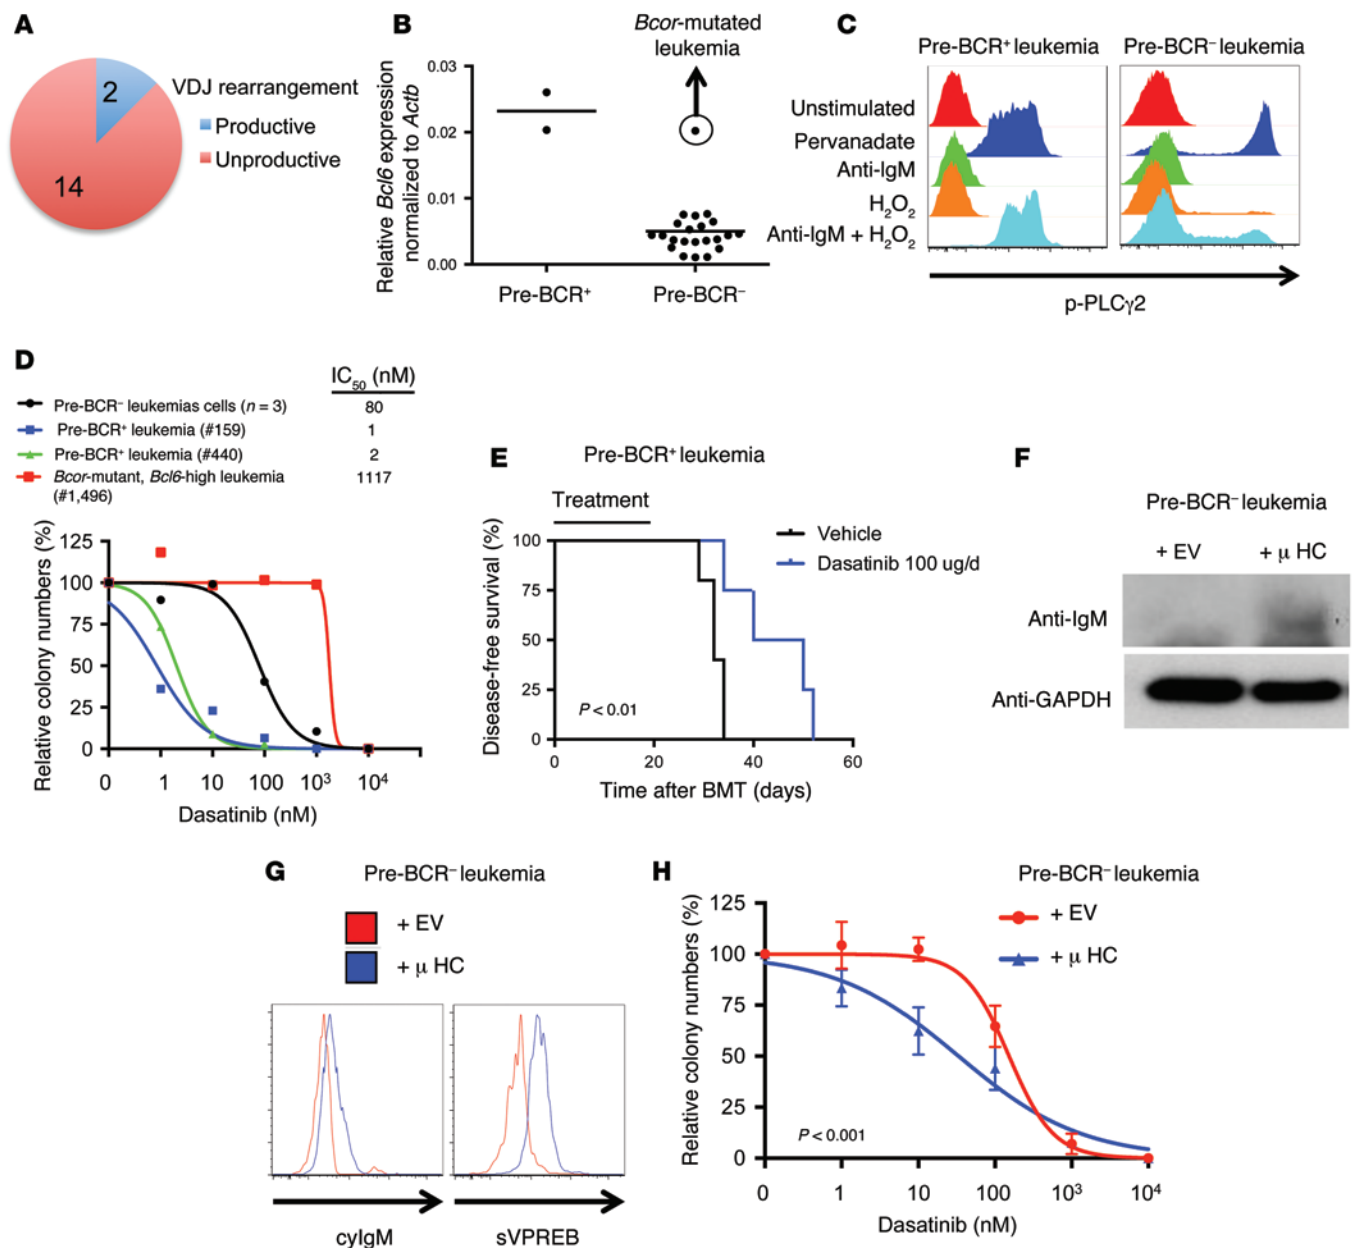 A
2
14
VDJ rearrangement
Productive
Unproductive
B
Bcor-mutated
leukemia
Relative Bcl6 expression
normalized to Actb
0.03
0.02
0.01
0.00
Pre-BCR⁺
Pre-BCR⁻
C
Pre-BCR⁺ leukemia
Pre-BCR⁻ leukemia
Unstimulated
Pervanadate
Anti-IgM
H₂O₂
Anti-IgM + H₂O₂
p-PLCγ2
D
IC₅₀ (nM)
Pre-BCR⁻ leukemias cells (n = 3) 80
Pre-BCR⁺ leukemia (#159) 1
Pre-BCR⁺ leukemia (#440) 2
Bcor-mutant, Bcl6-high leukemia 1117
(#1,496)
Relative colony numbers (%)
125
100
75
50
25
0
0 1 10 100 10³ 10⁴
Dasatinib (nM)
E
Pre-BCR⁺ leukemia
Treatment
Disease-free survival (%)
100
75
50
25
0
P < 0.01
Vehicle
Dasatinib 100 ug/d
0 20 40 60
Time after BMT (days)
F
Pre-BCR⁻ leukemia
+ EV + μ HC
Anti-IgM
Anti-GAPDH
G
Pre-BCR⁻ leukemia
+ EV
+ μ HC
cyIgM
sVPREB
H
Pre-BCR⁻ leukemia
+ EV
+ μ HC
Relative colony numbers (%)
125
100
75
50
25
0
P < 0.001
0 1 10 100 10³ 10⁴
Dasatinib (nM)